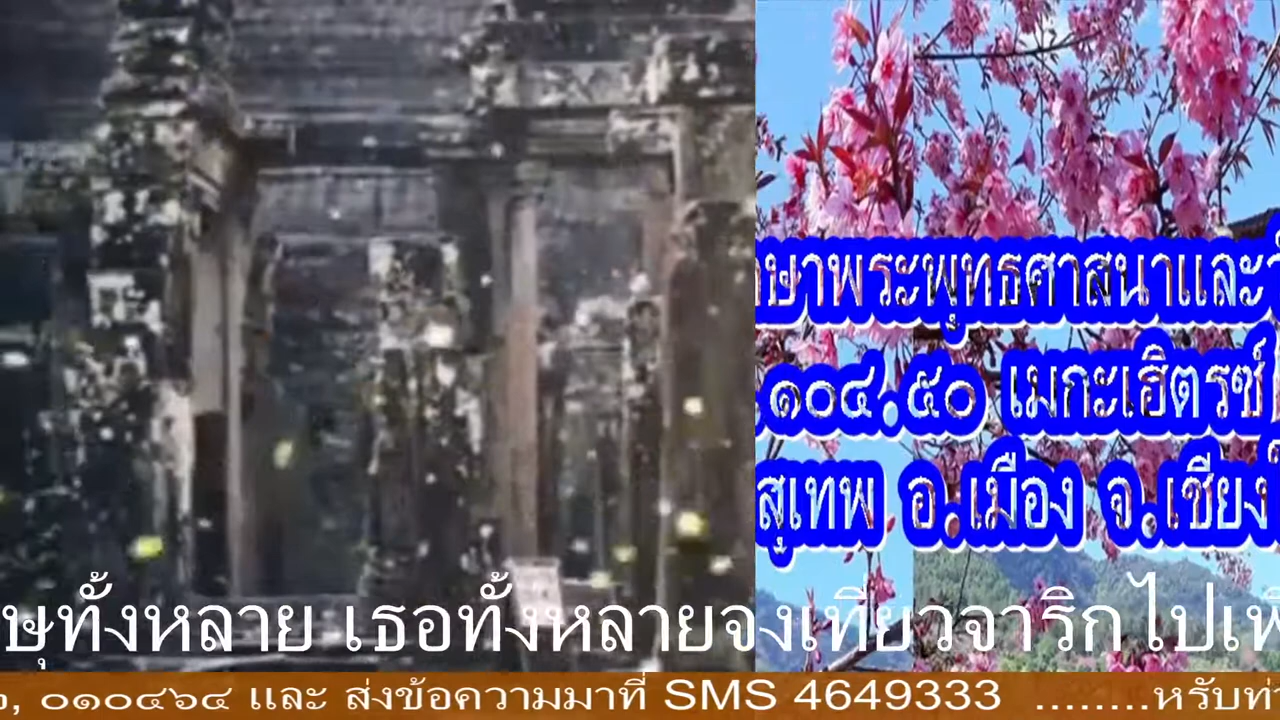 ษาพระพุทธศาสนาและ
.๑๐๔.๕๐ เมกะเฮิตรซ์
สุเทพ อ.เมือง จ.เชียง
ษุทั้งหลาย เธอทั้งหลายจงเที่ยวจาริกไปเพ
, ๐๑๐๔๖๔ และ ส่งข้อความมาที่ SMS 4649333 ........หรับท่า